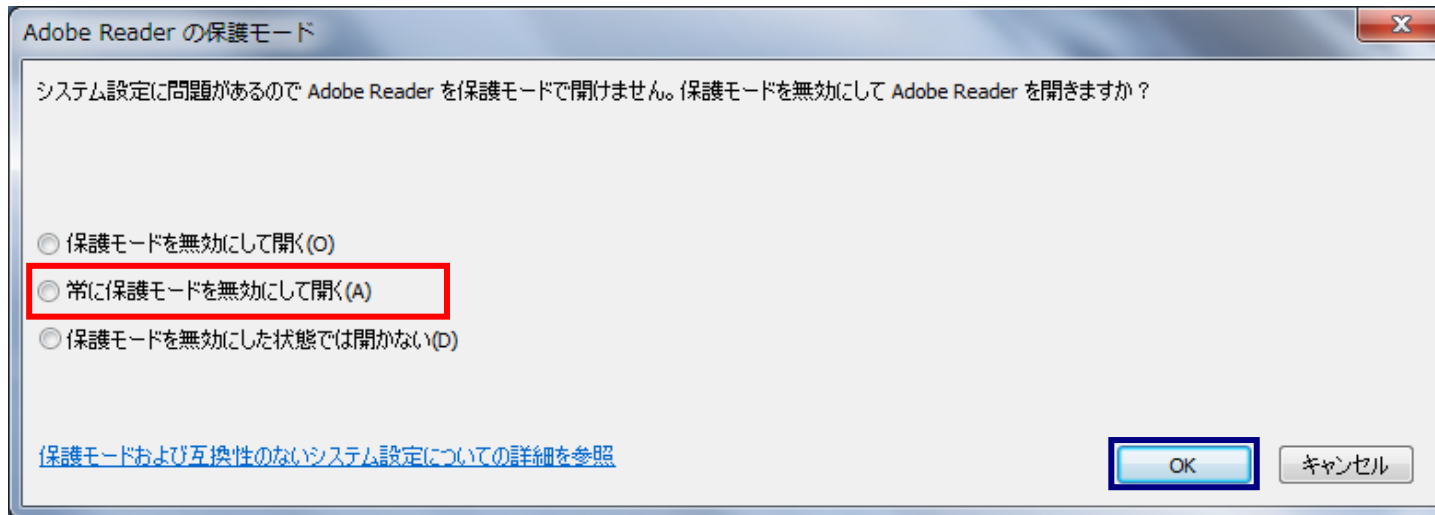 Adobe Reader の保護モード
システム設定に問題があるので Adobe Reader を保護モードで開けません。保護モードを無効にして Adobe Reader を開きますか？
保護モードを無効にして開く(O)
常に保護モードを無効にして開く(A)
保護モードを無効にした状態では開かない(D)
保護モードおよび互換性のないシステム設定についての詳細を参照
OK
キャンセル